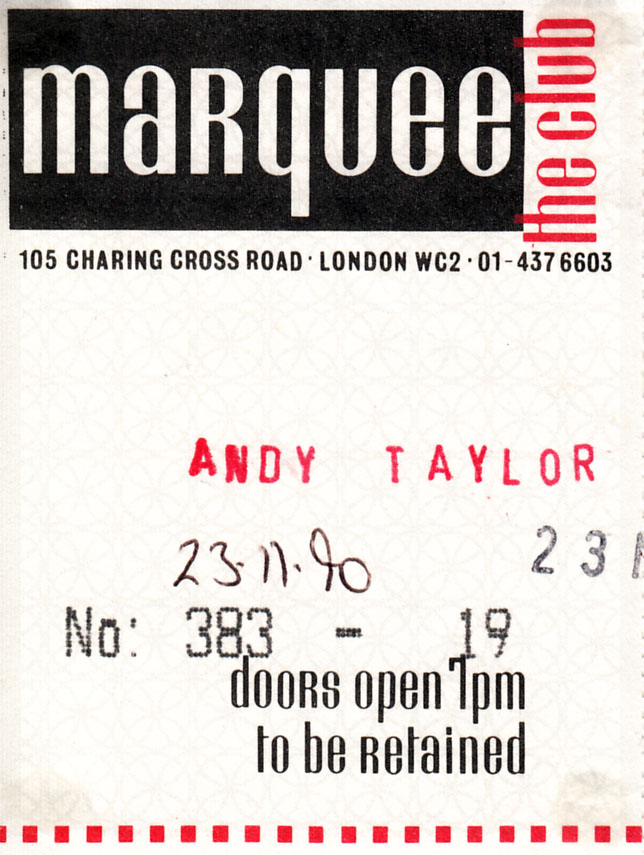 maRquee
the club
105 CHARING CROSS ROAD · LONDON WC2 · 01-437 6603
ANDY TAYLOR
23·11·90
23
No: 383 - 19
dooRs open 7pm
to be Retained